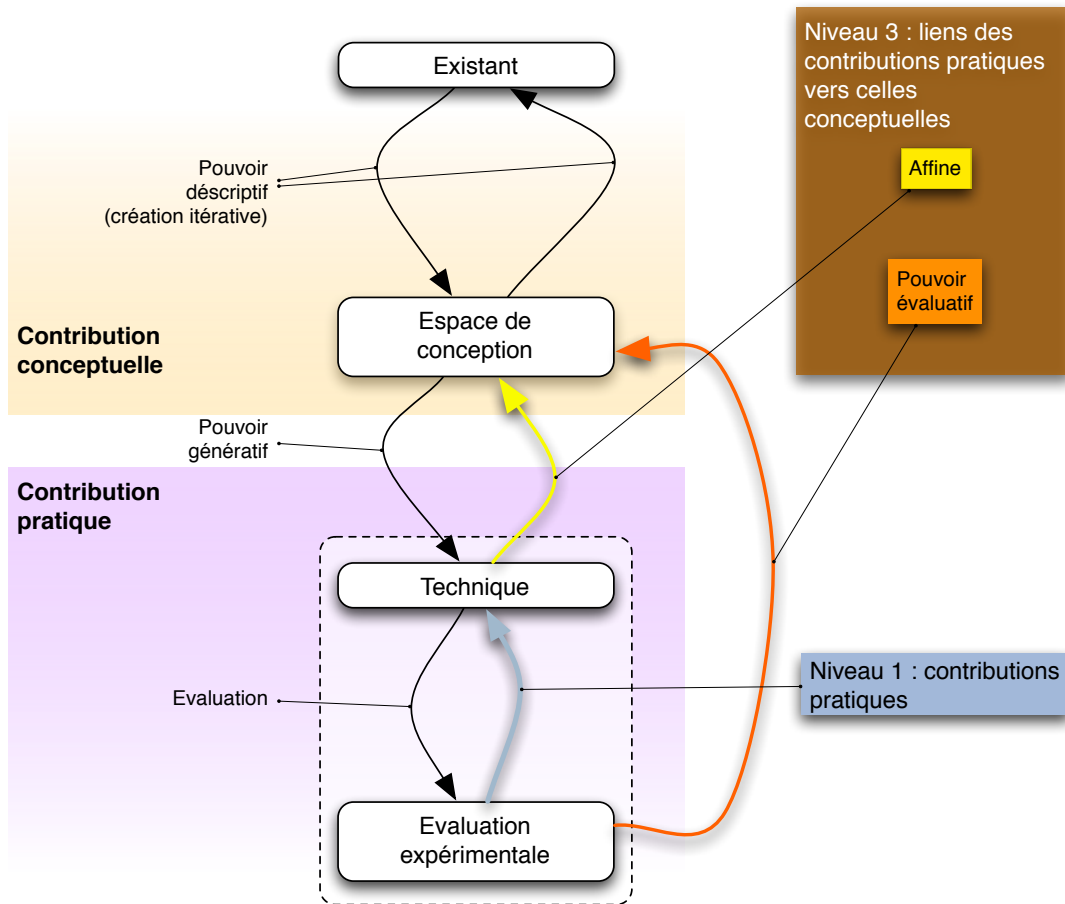 Existant
Niveau 3 : liens des
contributions pratiques
vers celles
conceptuelles
Affine
Pouvoir
évaluatif
Pouvoir
déscriptif
(création itérative)
Espace de
conception
Contribution
conceptuelle
Pouvoir
génératif
Contribution
pratique
Technique
Niveau 1 : contributions
pratiques
Evaluation
Evaluation
expérimentale